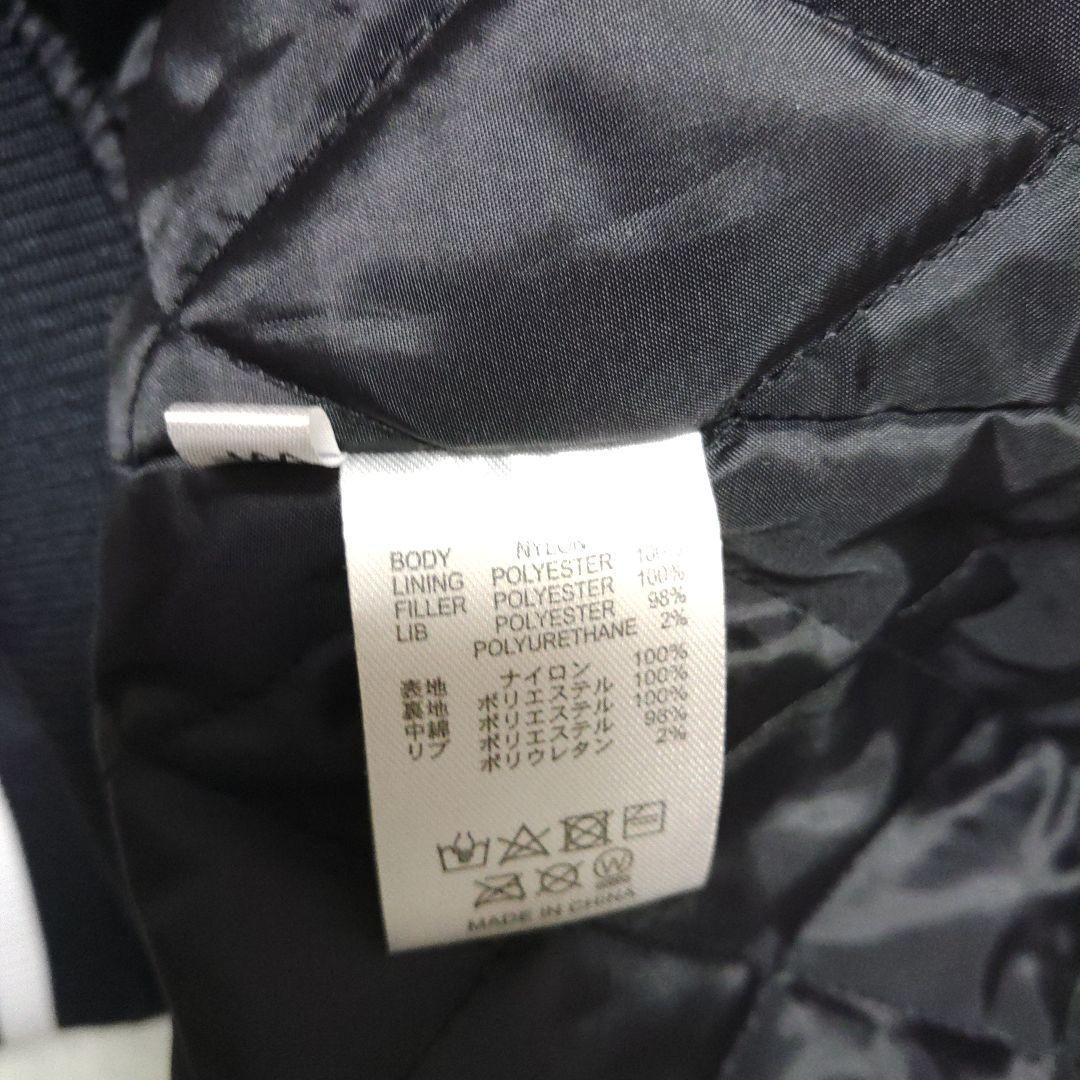 BODY NYLON 100%
LINING POLYESTER 100%
FILLER POLYESTER 98%
LIB POLYESTER 2%
POLYURETHANE
表地 ナイロン 100%
裏地 ポリエステル 100%
中綿 ポリエステル 100%
リブ ポリエステル 98%
ポリウレタン 2%
W
MADE IN CHINA